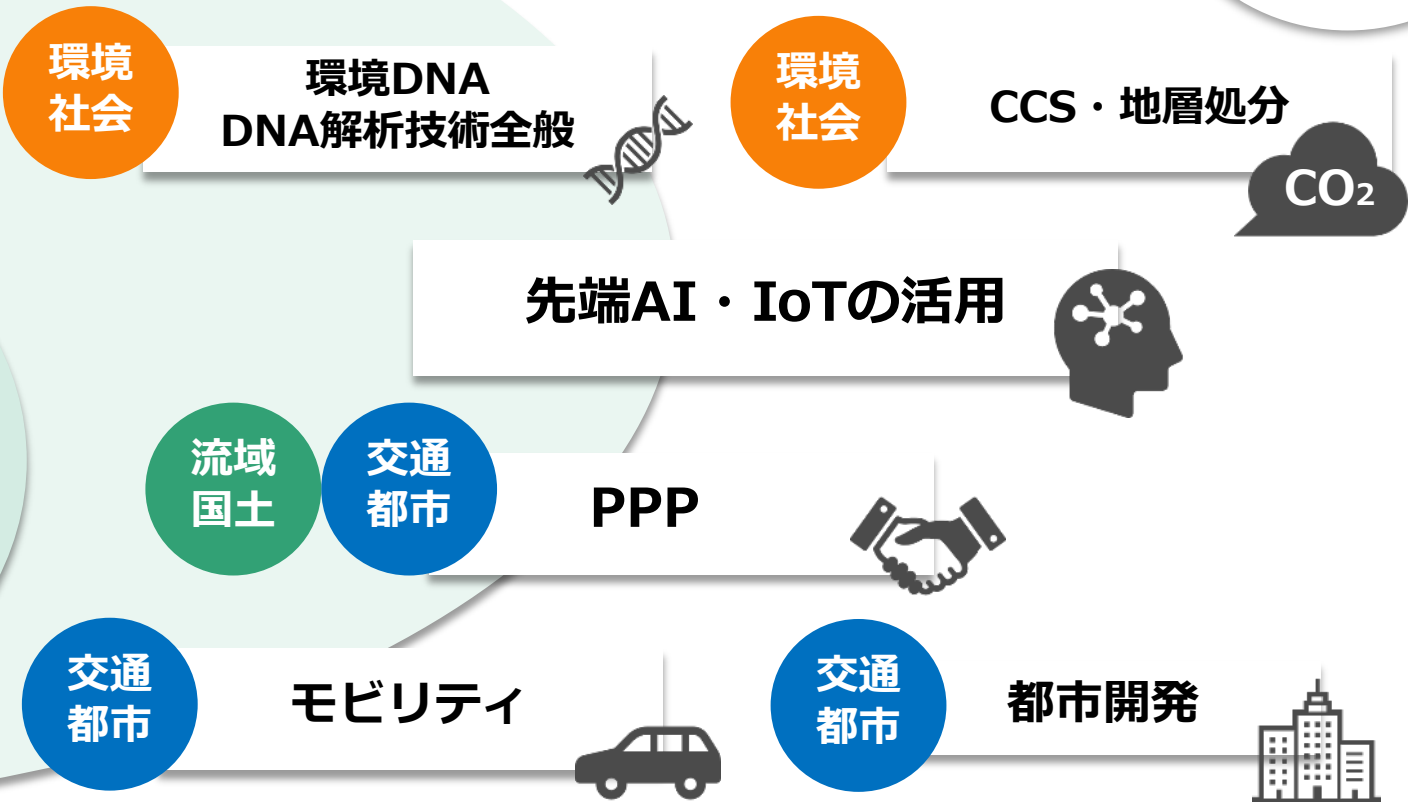 環境
社会
環境DNA
DNA解析技術全般
環境
社会
CCS・地層処分
CO₂
先端AI・IoTの活用
流域
国土
交通
都市
PPP
交通
都市
モビリティ
交通
都市
都市開発